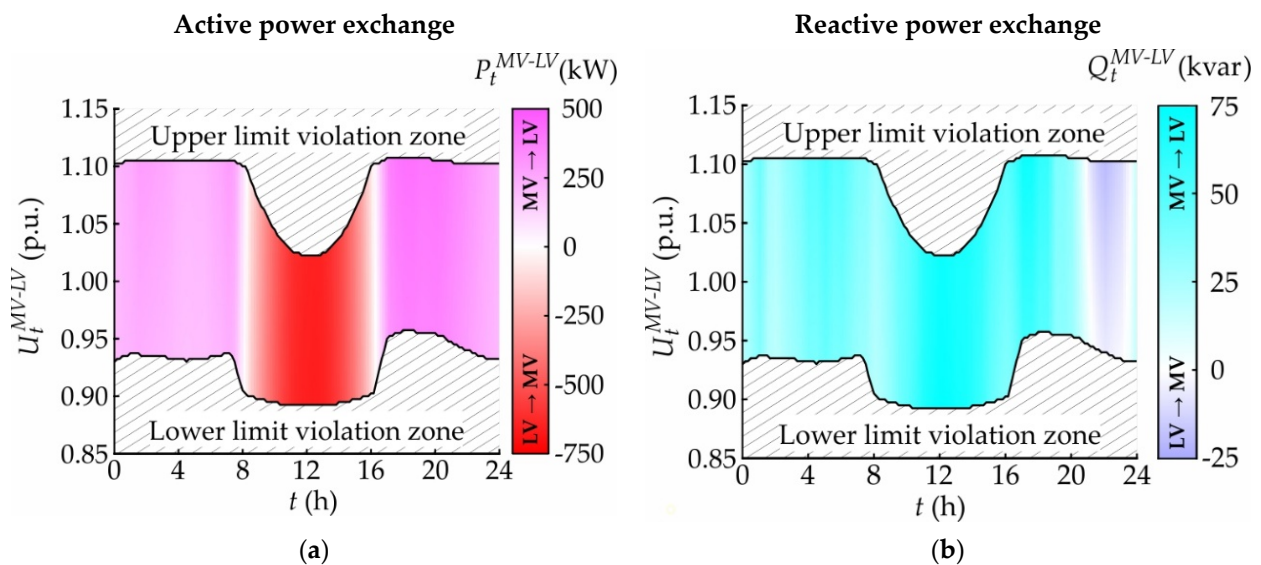 Active power exchange
P_t^{MV-LV}(kW)
U_t^{MV-LV} (p.u.)
1.15
1.10
1.05
1.00
0.95
0.90
0.85
Upper limit violation zone
Lower limit violation zone
0 4 8 12 16 20 24
t (h)
500
250
0
-250
-500
-750
MV → LV
LV → MV
(a)
Reactive power exchange
Q_t^{MV-LV}(kvar)
U_t^{MV-LV} (p.u.)
1.15
1.10
1.05
1.00
0.95
0.90
0.85
Upper limit violation zone
Lower limit violation zone
0 4 8 12 16 20 24
t (h)
75
50
25
0
-25
MV → LV
LV → MV
(b)